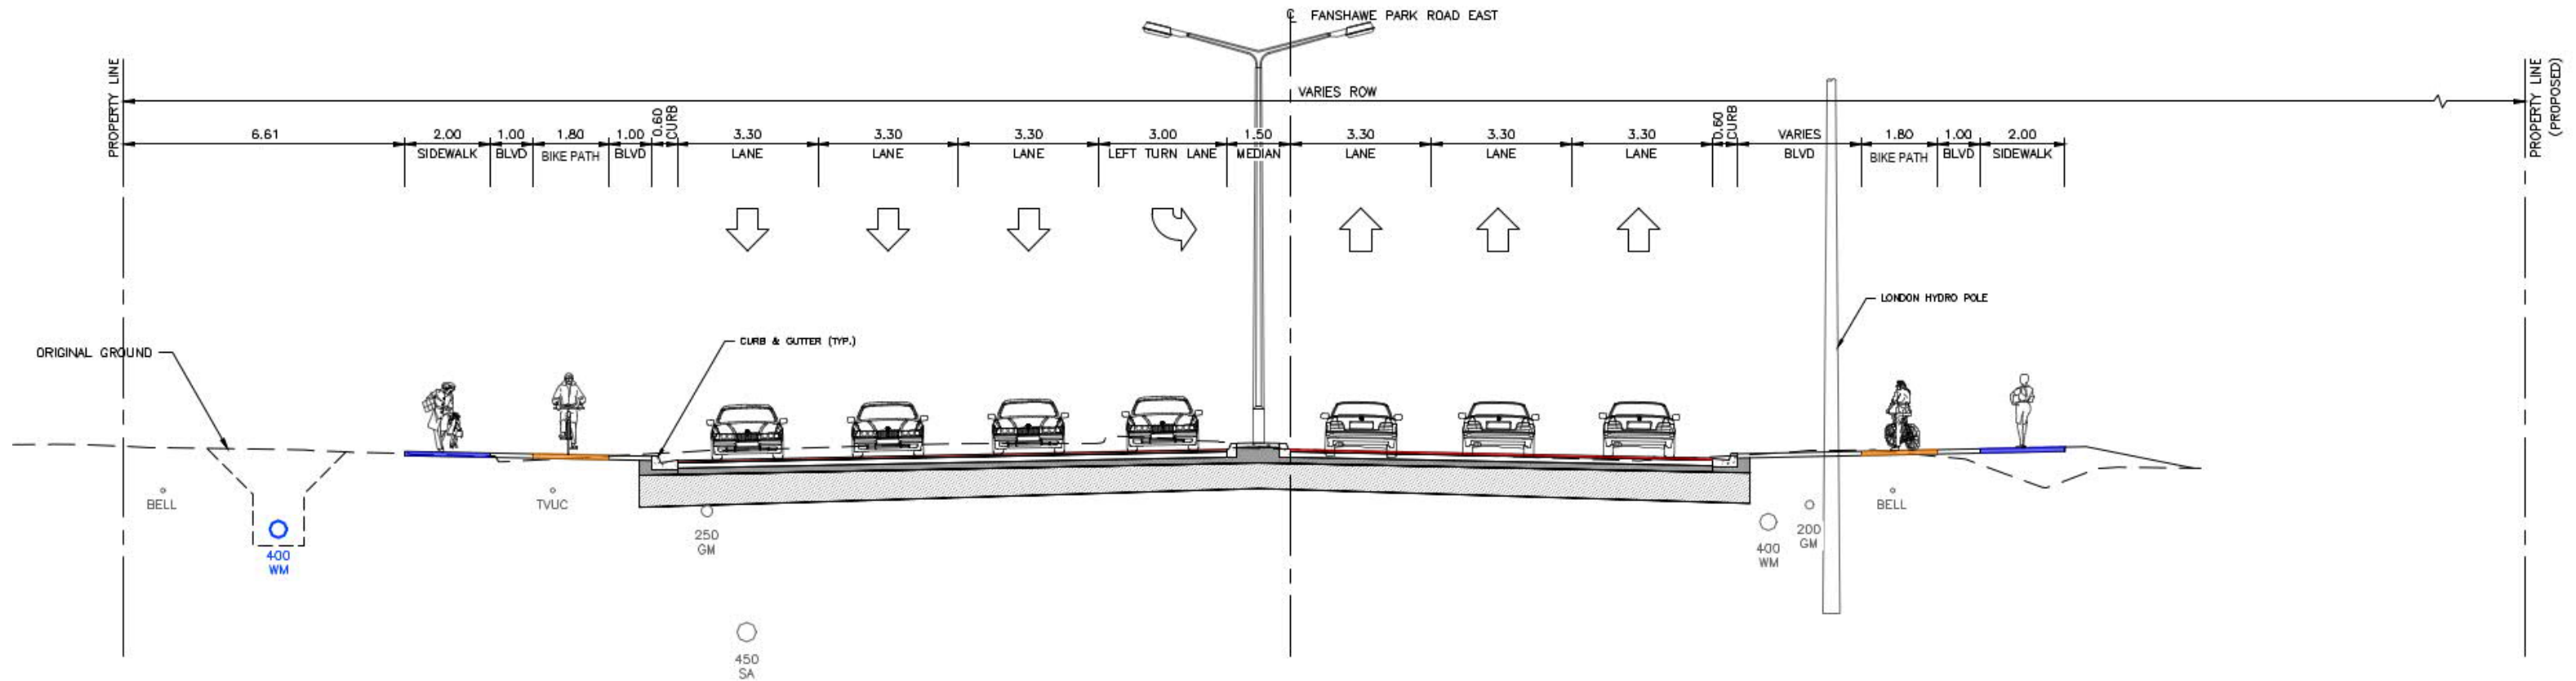 ℄ FANSHAWE PARK ROAD EAST
PROPERTY LINE
VARIES ROW
PROPERTY LINE
(PROPOSED)
6.61
2.00
SIDEWALK
1.00
BLVD
1.80
BIKE PATH
1.00
BLVD
0.60
CURB
3.30
LANE
3.30
LANE
3.30
LANE
3.00
LEFT TURN LANE
1.50
MEDIAN
3.30
LANE
3.30
LANE
3.30
LANE
0.60
CURB
VARIES
BLVD
1.80
BIKE PATH
1.00
BLVD
2.00
SIDEWALK
LONDON HYDRO POLE
CURB & GUTTER (TYP.)
ORIGINAL GROUND
BELL
400
WM
TVUC
250
GM
450
SA
400
WM
200
GM
BELL